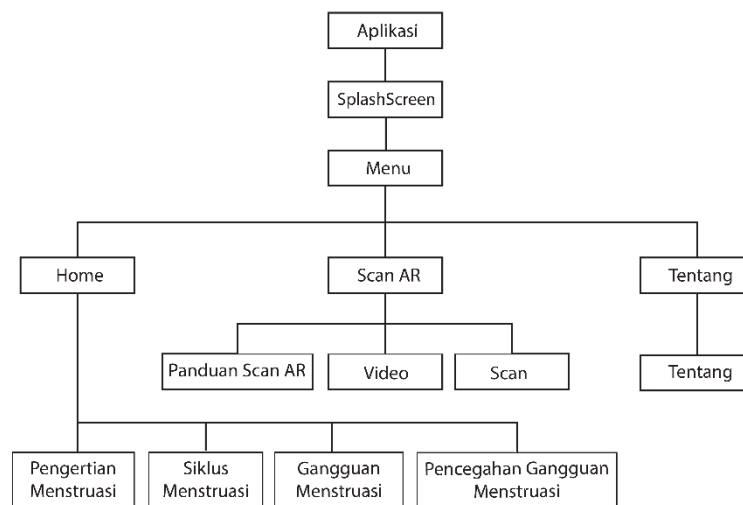 Aplikasi
SplashScreen
Menu
Home
Scan AR
Tentang
Panduan Scan AR
Video
Scan
Tentang
Pengertian
Menstruasi
Siklus
Menstruasi
Gangguan
Menstruasi
Pencegahan Gangguan
Menstruasi